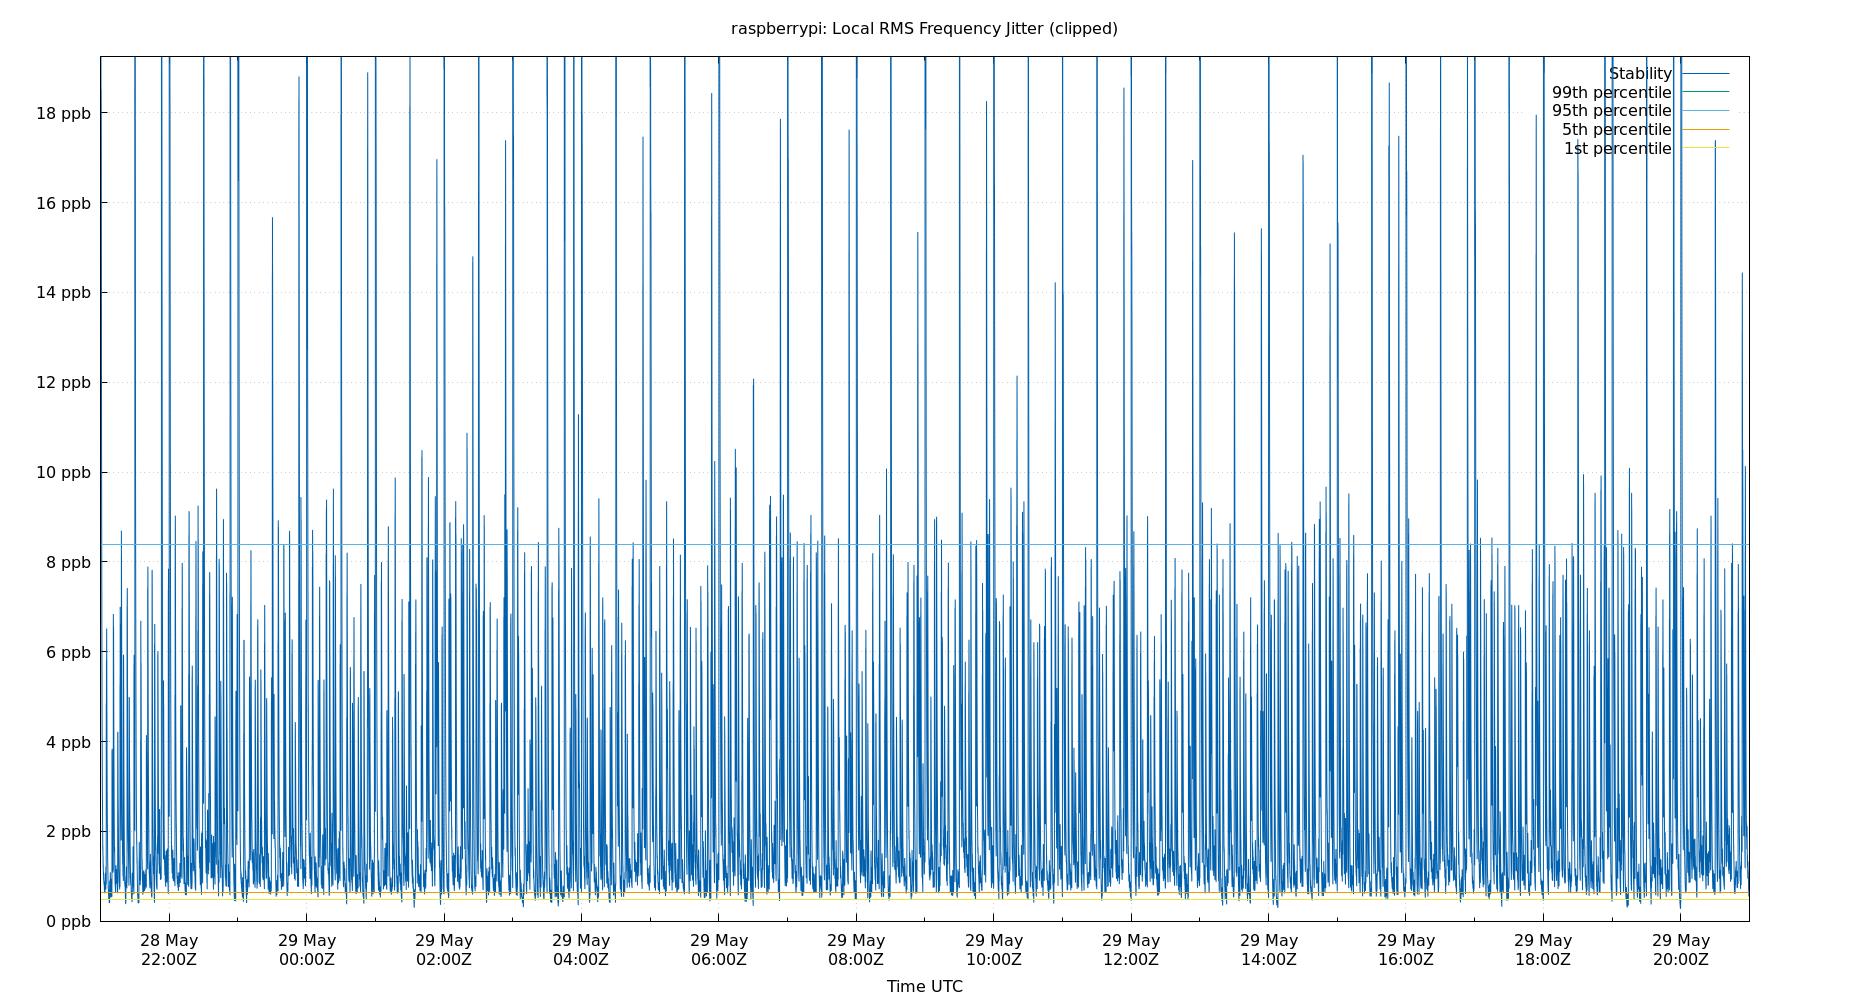 raspberrypi: Local RMS Frequency Jitter (clipped)
Stability
99th percentile
95th percentile
5th percentile
1st percentile
18 ppb
16 ppb
14 ppb
12 ppb
10 ppb
8 ppb
6 ppb
4 ppb
2 ppb
0 ppb
28 May 29 May 29 May 29 May 29 May 29 May 29 May 29 May 29 May 29 May 29 May 29 May
22:00Z 00:00Z 02:00Z 04:00Z 06:00Z 08:00Z 10:00Z 12:00Z 14:00Z 16:00Z 18:00Z 20:00Z
Time UTC